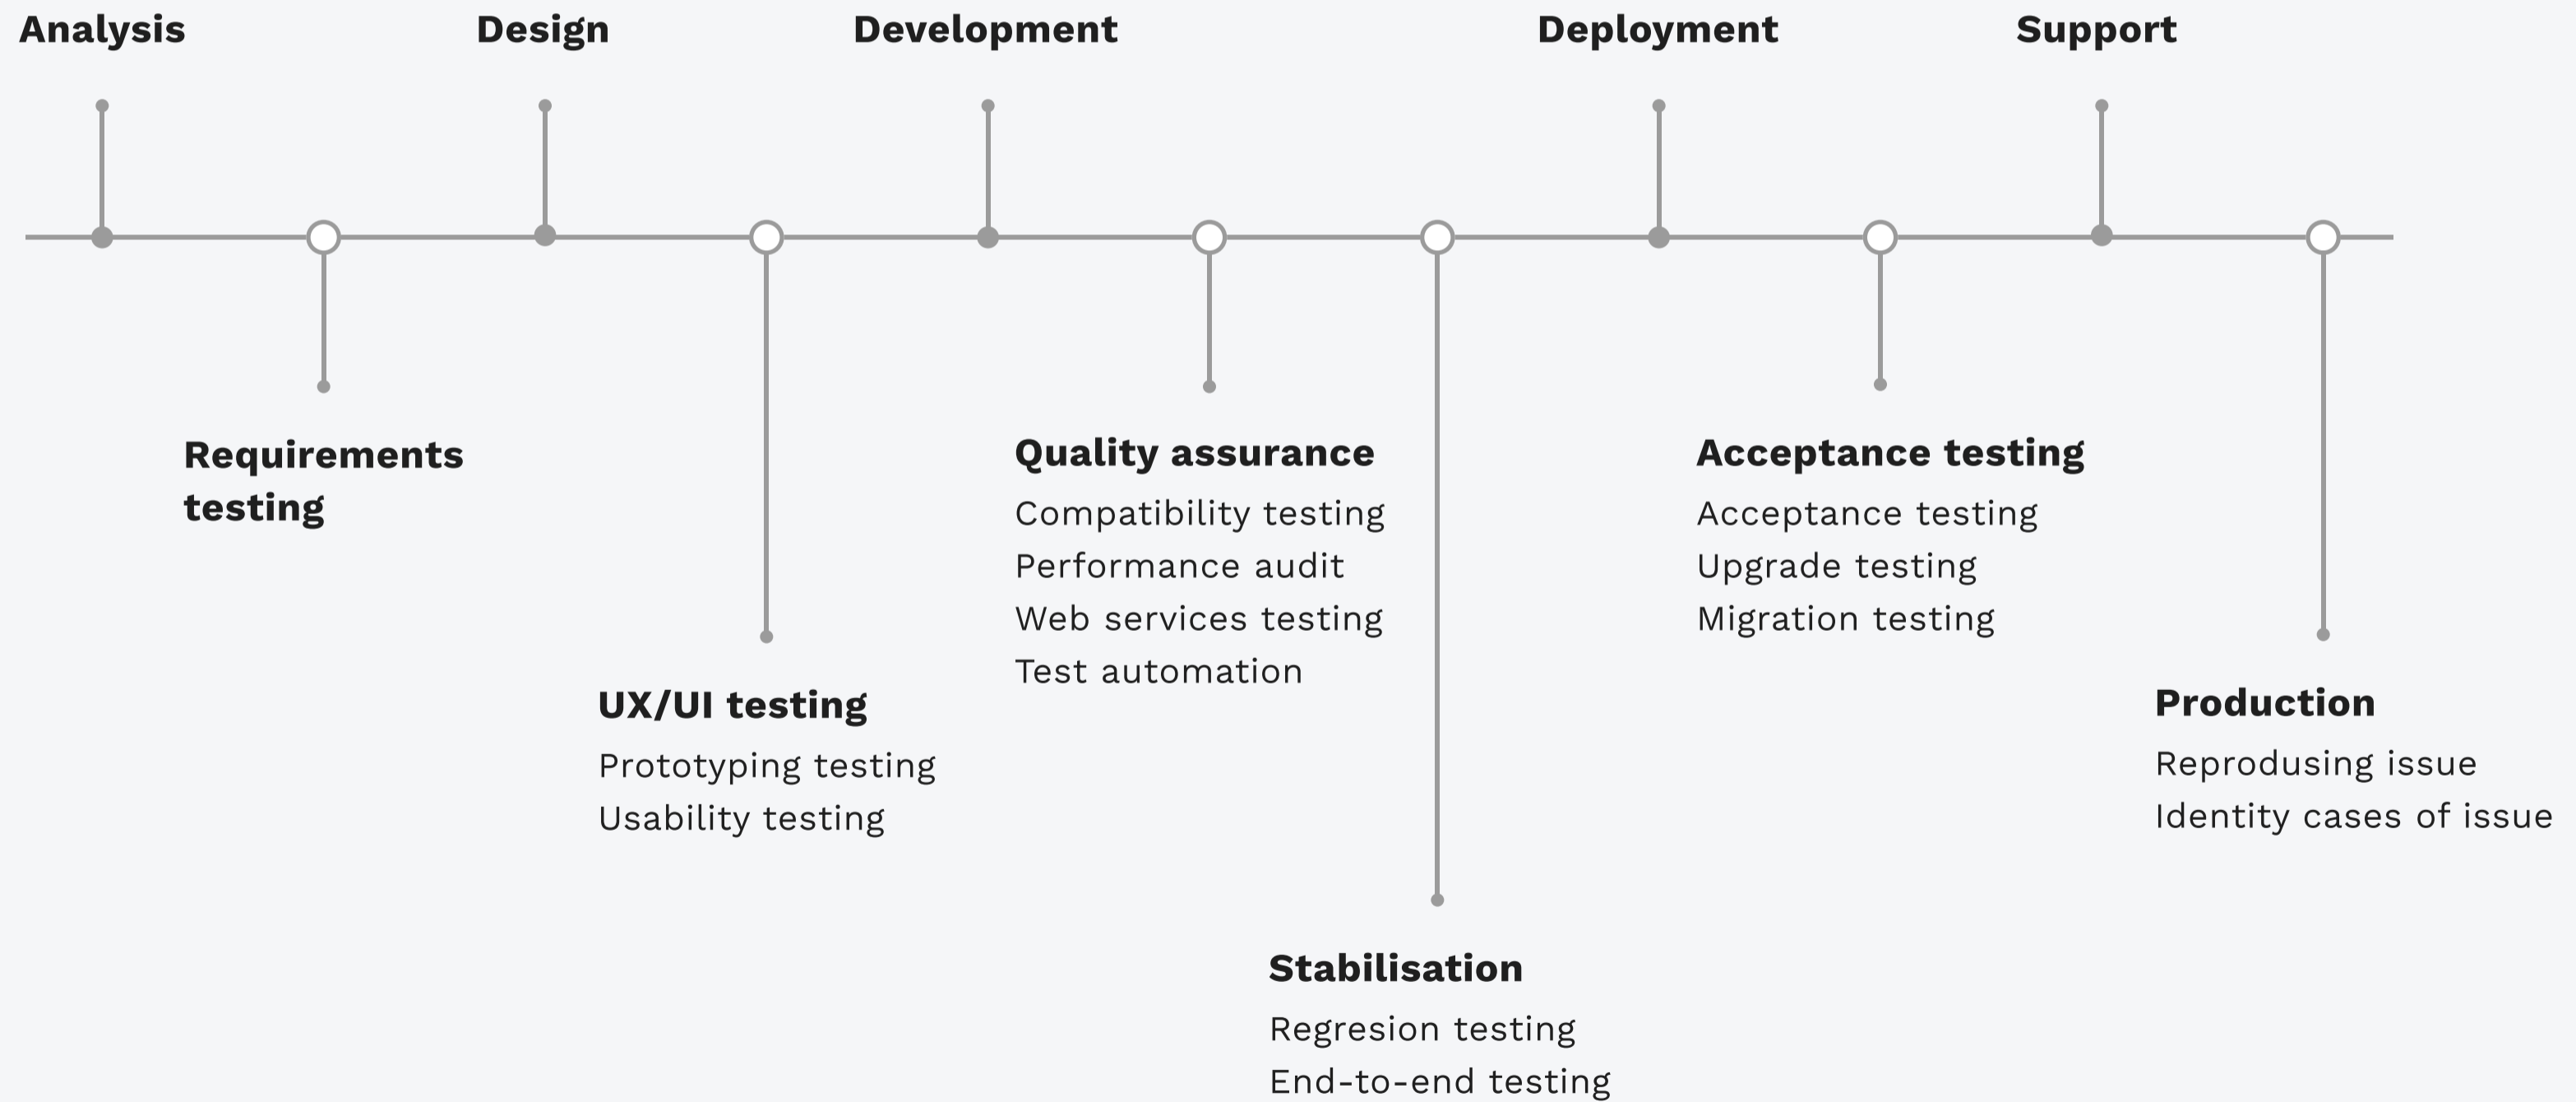 Analysis
Design
Development
Deployment
Support
Requirements
testing
UX/UI testing
Prototyping testing
Usability testing
Quality assurance
Compatibility testing
Performance audit
Web services testing
Test automation
Stabilisation
Regresion testing
End-to-end testing
Acceptance testing
Acceptance testing
Upgrade testing
Migration testing
Production
Reprodusing issue
Identity cases of issue